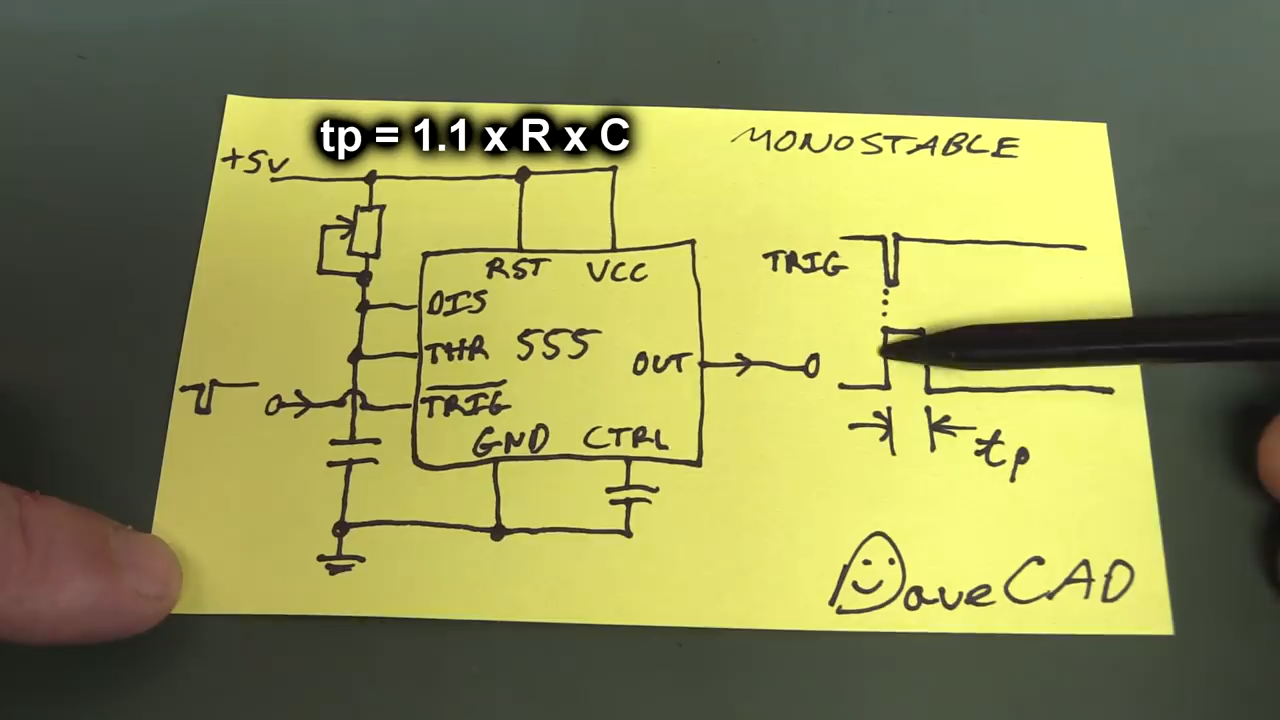 tp = 1.1 x R x C
MONOSTABLE
+5V
RST VCC
TRIG
DIS
THR 555
OUT
TRIG
GND CTRL
tp
DaveCAD